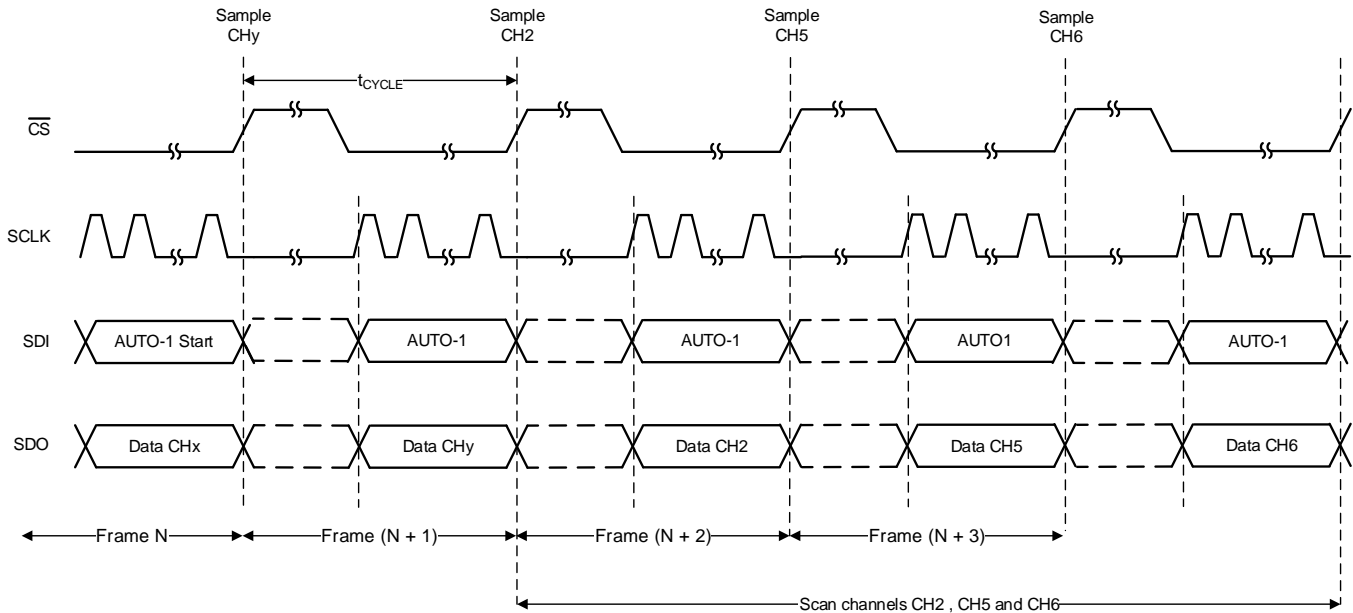 Sample
CHy
Sample
CH2
Sample
CH5
Sample
CH6
tCYCLE
CS
SCLK
SDI
AUTO-1 Start
AUTO-1
AUTO-1
AUTO1
AUTO-1
SDO
Data CHx
Data CHy
Data CH2
Data CH5
Data CH6
Frame N
Frame (N + 1)
Frame (N + 2)
Frame (N + 3)
Scan channels CH2 , CH5 and CH6